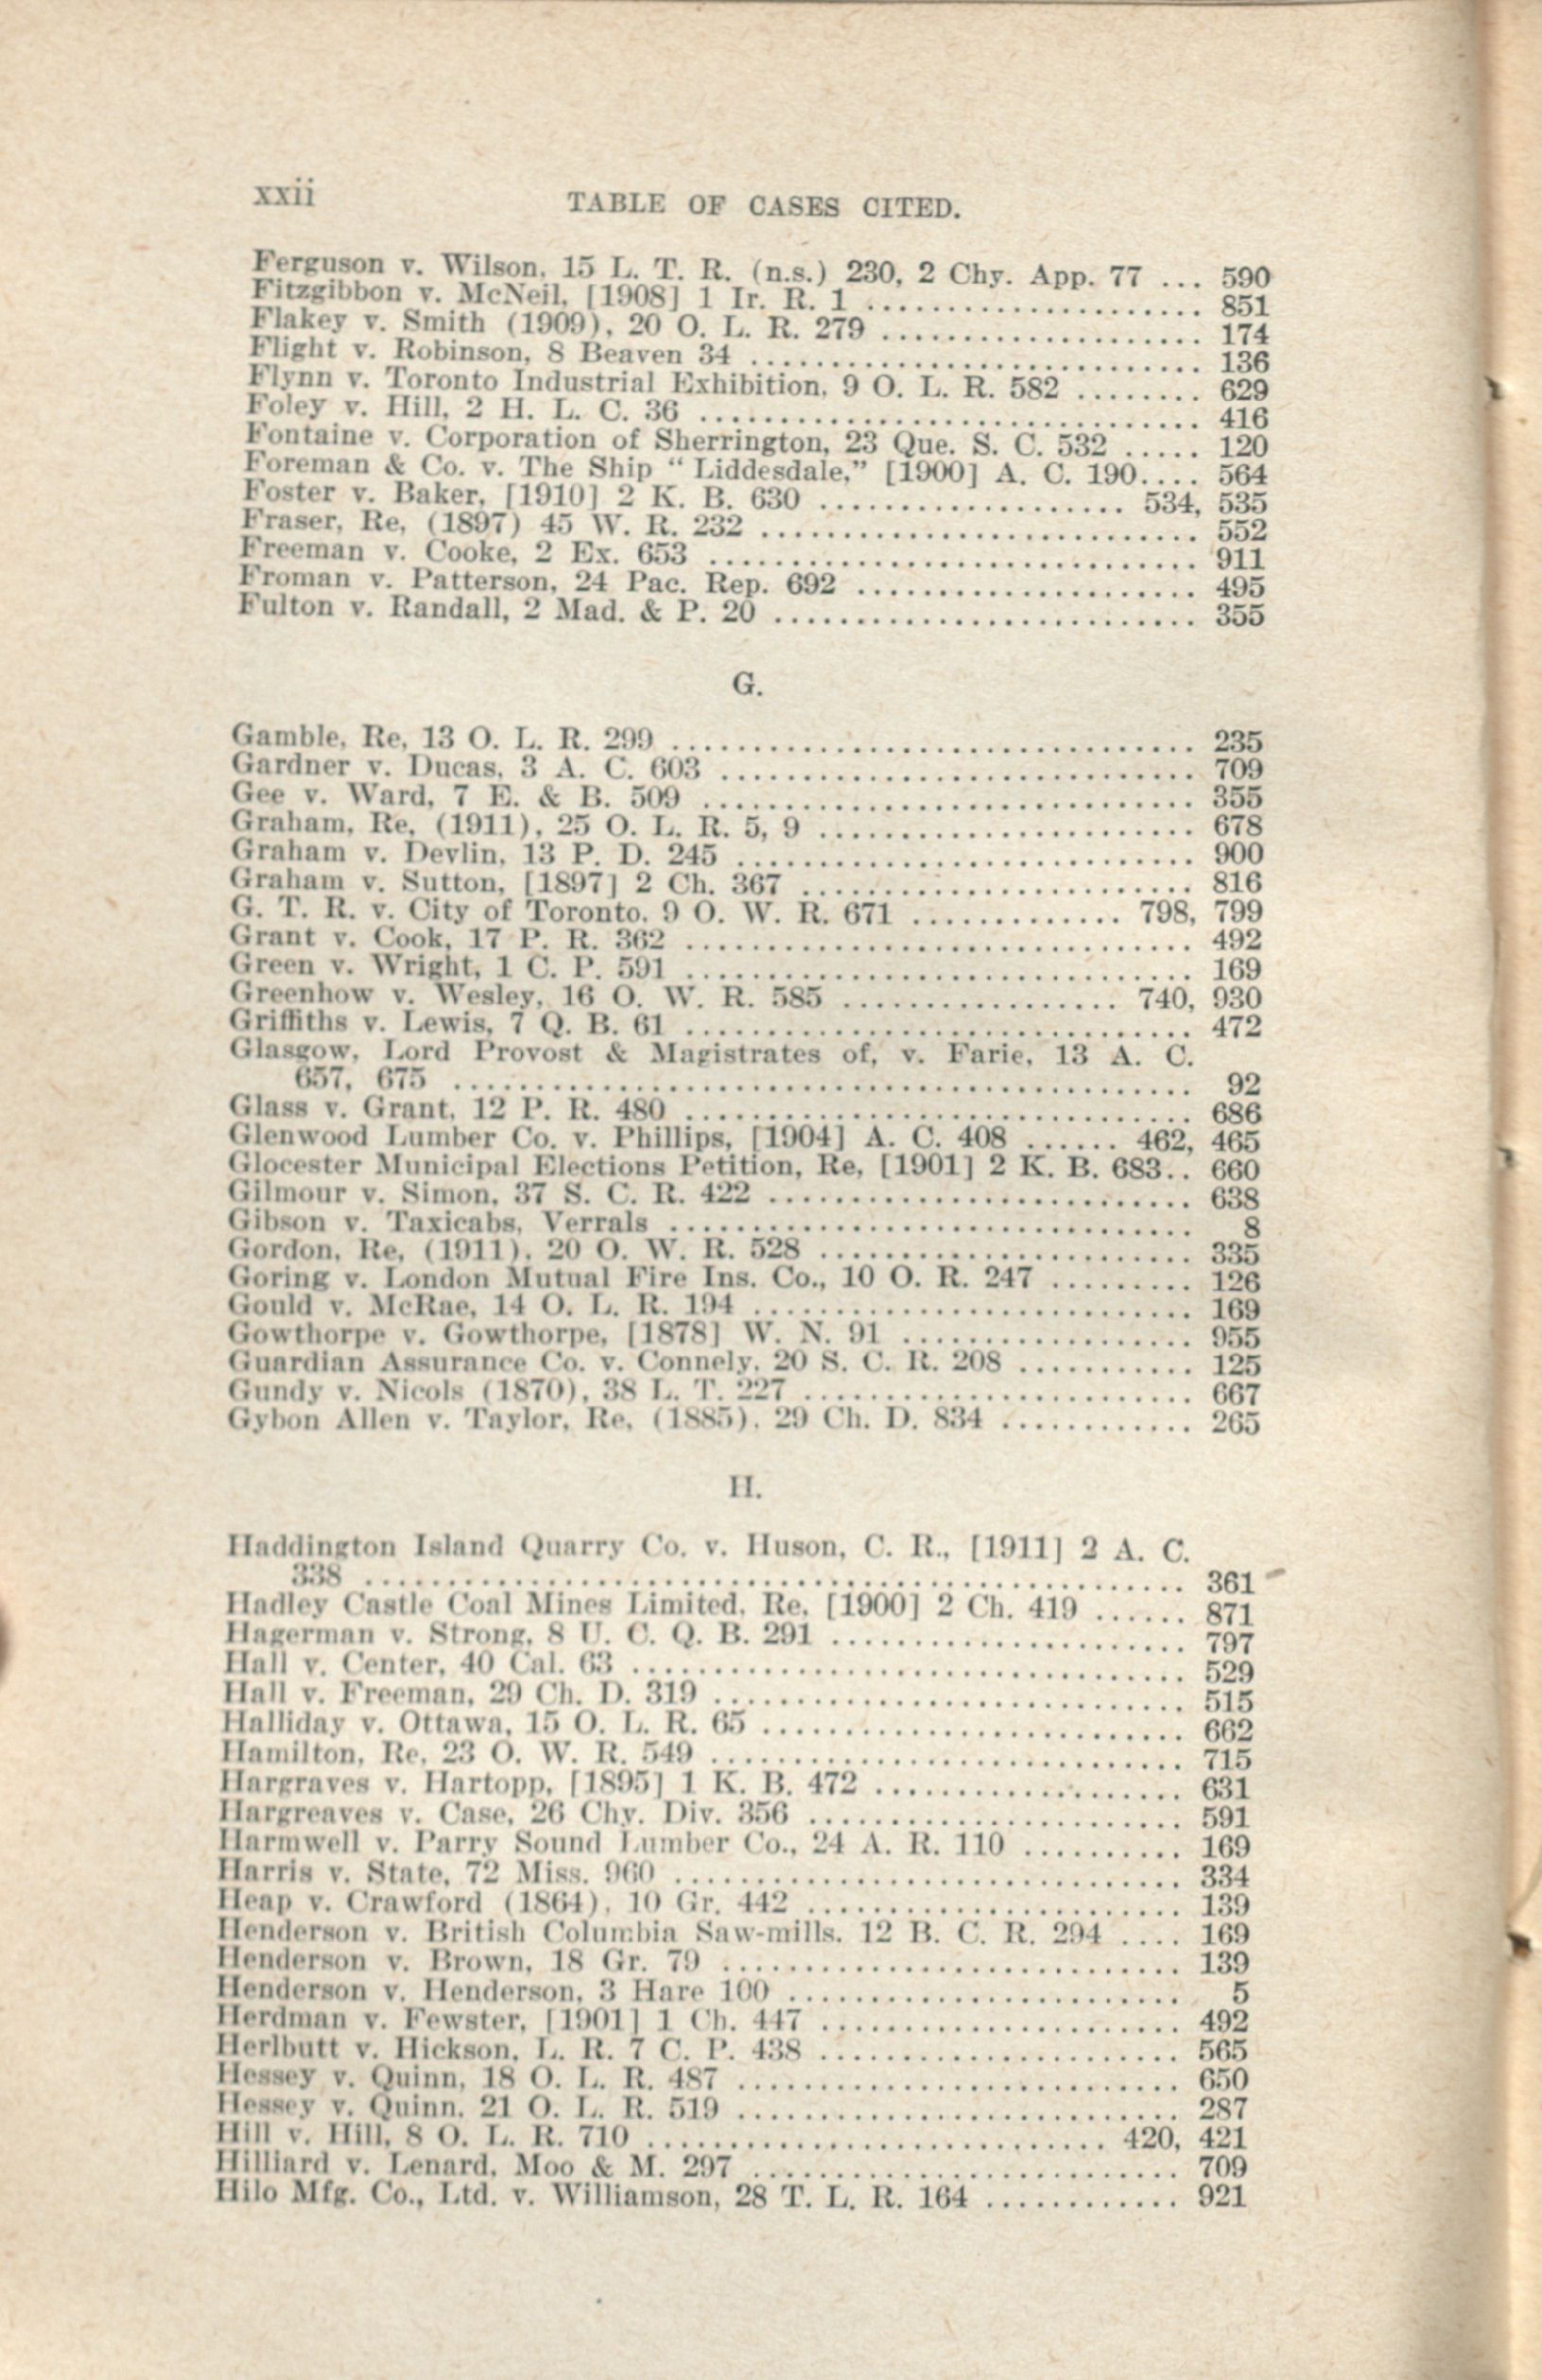 xxii TABLE OF CASES CITED.
Ferguson v. Wilson, 15 L. T. R. (n.s.) 230, 2 Chy. App. 77 ... 590
Fitzgibbon v. McNeil, [1908] 1 Ir. R. 1 ..................... 851
Flakey v. Smith (1909), 20 O. L. R. 279 .................... 174
Flight v. Robinson, 8 Beaven 34 ............................ 136
Flynn v. Toronto Industrial Exhibition, 9 O. L. R. 582 ........ 629
Foley v. Hill, 2 H. L. C. 36 ............................... 416
Fontaine v. Corporation of Sherrington, 23 Que. S. C. 532 ..... 120
Foreman & Co. v. The Ship " Liddesdale," [1900] A. C. 190.... 564
Foster v. Baker, [1910] 2 K. B. 630 ................... 534, 535
Fraser, Re, (1897) 45 W. R. 232 ........................... 552
Freeman v. Cooke, 2 Ex. 653 .............................. 911
Froman v. Patterson, 24 Pac. Rep. 692 ..................... 495
Fulton v. Randall, 2 Mad. & P. 20 .......................... 355
G.
Gamble, Re, 13 O. L. R. 299 ................................ 235
Gardner v. Ducas, 3 A. C. 603 ............................. 709
Gee v. Ward, 7 E. & B. 509 .............................. 355
Graham, Re, (1911), 25 O. L. R. 5, 9 ....................... 678
Graham v. Devlin, 13 P. D. 245 ............................ 900
Graham v. Sutton, [1897] 2 Ch. 367 ........................ 816
G. T. R. v. City of Toronto, 9 O. W. R. 671 ............. 798, 799
Grant v. Cook, 17 P. R. 362 ............................... 492
Green v. Wright, 1 C. P. 591 ............................... 169
Greenhow v. Wesley, 16 O. W. R. 585 ................. 740, 930
Griffiths v. Lewis, 7 Q. B. 61 ............................... 472
Glasgow, Lord Provost & Magistrates of, v. Farie, 13 A. C.
657, 675 ............................................. 92
Glass v. Grant, 12 P. R. 480 ............................... 686
Glenwood Lumber Co. v. Phillips, [1904] A. C. 408 ...... 462, 465
Glocester Municipal Elections Petition, Re, [1901] 2 K. B. 683.. 660
Gilmour v. Simon, 37 S. C. R. 422 .......................... 638
Gibson v. Taxicabs, Verrals ................................ 8
Gordon, Re, (1911), 20 O. W. R. 528 ....................... 335
Goring v. London Mutual Fire Ins. Co., 10 O. R. 247 .......... 126
Gould v. McRae, 14 O. L. R. 194 ........................... 169
Gowthorpe v. Gowthorpe, [1878] W. N. 91 .................. 955
Guardian Assurance Co. v. Connely, 20 S. C. R. 208 ........... 125
Gundy v. Nicols (1870), 38 L. T. 227 ........................ 667
Gybon Allen v. Taylor, Re, (1885), 29 Ch. D. 834 ............ 265
H.
Haddington Island Quarry Co. v. Huson, C. R., [1911] 2 A. C.
338 .................................................. 361
Hadley Castle Coal Mines Limited, Re, [1900] 2 Ch. 419 ...... 871
Hagerman v. Strong, 8 U. C. Q. B. 291 ...................... 797
Hall v. Center, 40 Cal. 63 .................................. 529
Hall v. Freeman, 29 Ch. D. 319 ............................. 515
Halliday v. Ottawa, 15 O. L. R. 65 .......................... 662
Hamilton, Re, 23 O. W. R. 549 ............................. 715
Hargraves v. Hartopp, [1895] 1 K. B. 472 ................... 631
Hargreaves v. Case, 26 Chy. Div. 356 ....................... 591
Harmwell v. Parry Sound Lumber Co., 24 A. R. 110 .......... 169
Harris v. State, 72 Miss. 960 ............................... 334
Heap v. Crawford (1864), 10 Gr. 442 ....................... 139
Henderson v. British Columbia Saw-mills. 12 B. C. R. 294 .... 169
Henderson v. Brown, 18 Gr. 79 ............................ 139
Henderson v. Henderson, 3 Hare 100 ........................ 5
Herdman v. Fewster, [1901] 1 Ch. 447 ...................... 492
Herlbutt v. Hickson, L. R. 7 C. P. 438 ...................... 565
Hessey v. Quinn, 18 O. L. R. 487 ........................... 650
Hessey v. Quinn, 21 O. L. R. 519 ........................... 287
Hill v. Hill, 8 O. L. R. 710 ............................ 420, 421
Hilliard v. Lenard, Moo & M. 297 .......................... 709
Hilo Mfg. Co., Ltd. v. Williamson, 28 T. L. R. 164 ............ 921